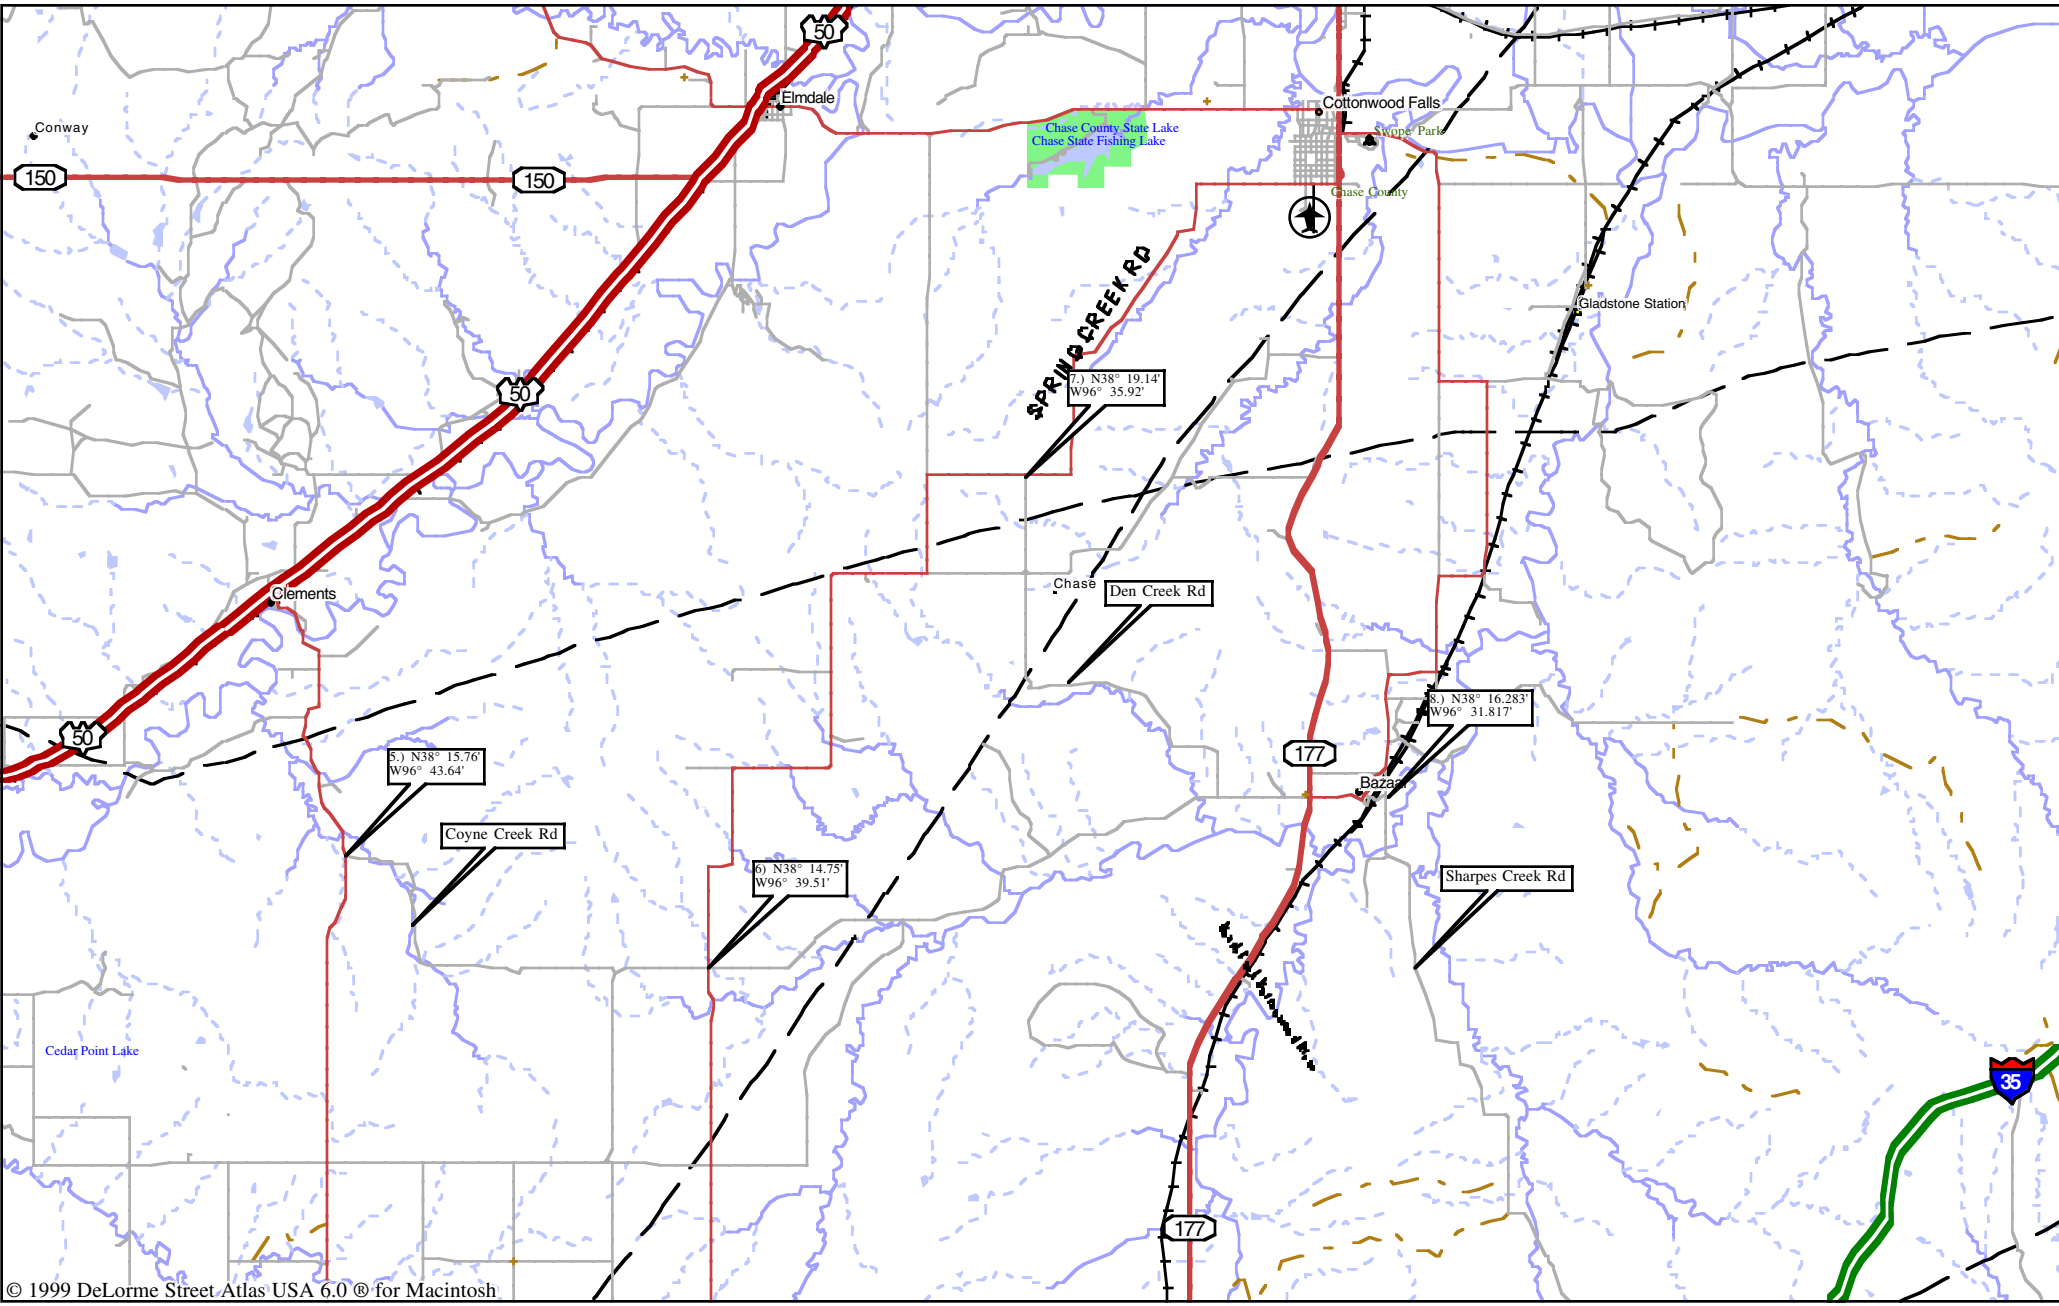 50
Elmdale
Conway
150
150
Cottonwood Falls
Swope Park
Chase County State Lake
Chase State Fishing Lake
Chase County
SPRING CREEK RD
Gladstone Station
7.) N38° 19.14'
W96° 35.92'
50
Chase
Den Creek Rd
Clements
50
8.) N38° 16.283'
W96° 31.817'
177
Bazaar
5.) N38° 15.76'
W96° 43.64'
Coyne Creek Rd
6) N38° 14.75'
W96° 39.51'
Sharpes Creek Rd
Cedar Point Lake
35
177
© 1999 DeLorme Street Atlas USA 6.0 ® for Macintosh